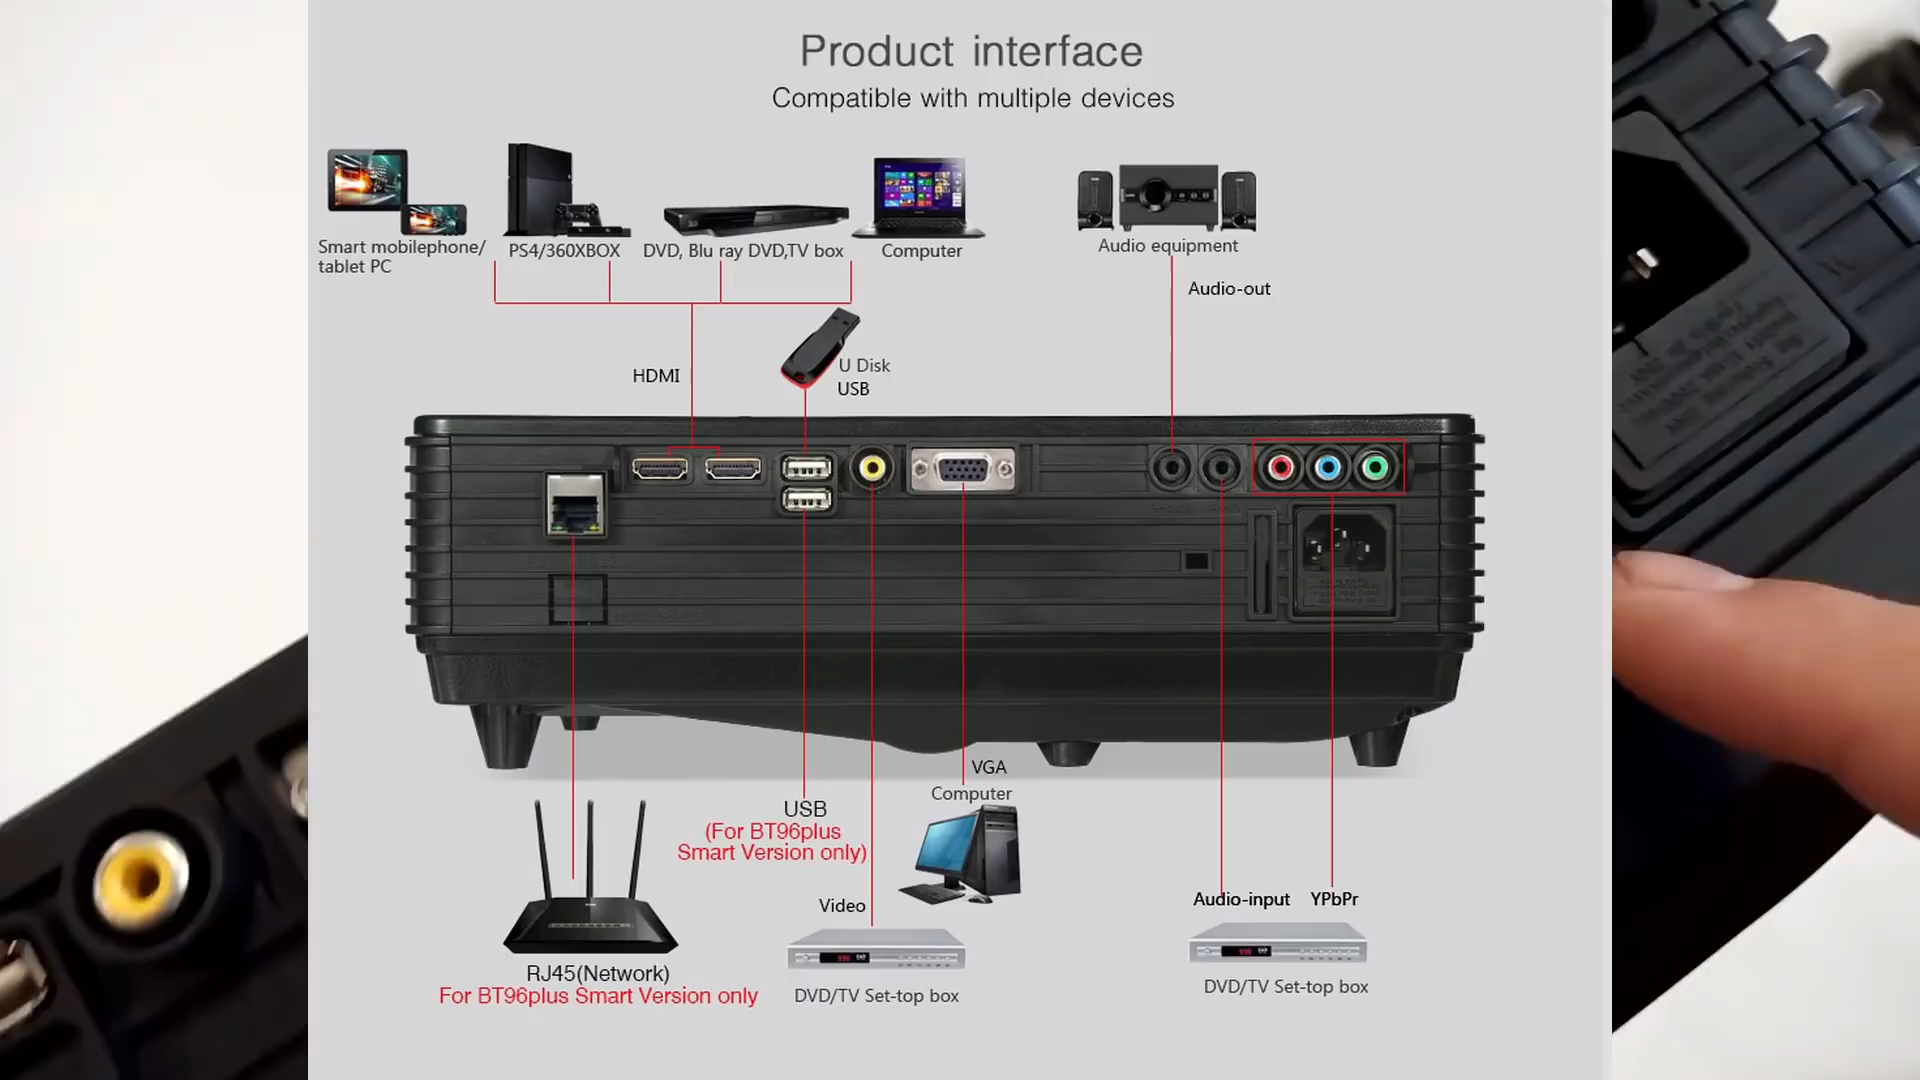 Product interface
Compatible with multiple devices
Smart mobilephone/
tablet PC
PS4/360XBOX
DVD, Blu ray DVD,TV box
Computer
Audio equipment
Audio-out
HDMI
U Disk
USB
VGA
Computer
USB
(For BT96plus
Smart Version only)
Video
Audio-input
YPbPr
RJ45(Network)
For BT96plus Smart Version only
DVD/TV Set-top box
DVD/TV Set-top box